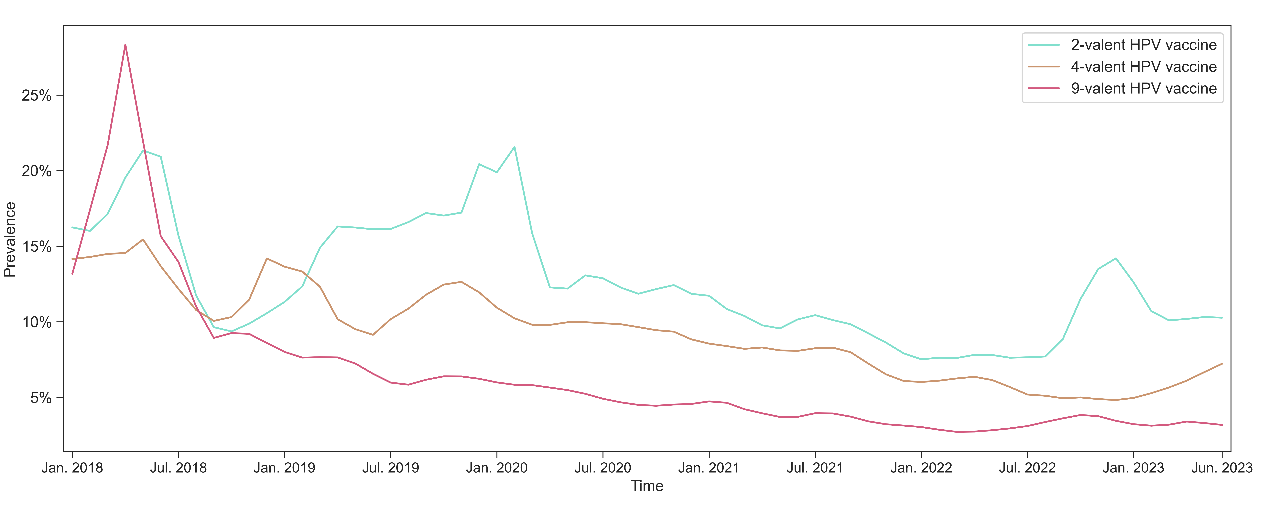 2-valent HPV vaccine
4-valent HPV vaccine
9-valent HPV vaccine
Prevalence
25%
20%
15%
10%
5%
Jan. 2018 Jul. 2018 Jan. 2019 Jul. 2019 Jan. 2020 Jul. 2020 Jan. 2021 Jul. 2021 Jan. 2022 Jul. 2022 Jan. 2023 Jun. 2023
Time